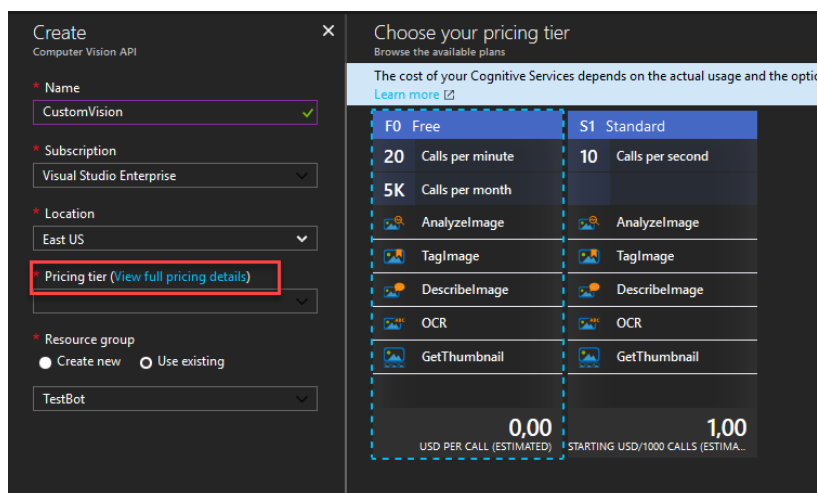 Create
Computer Vision API
* Name
CustomVision
* Subscription
Visual Studio Enterprise
* Location
East US
* Pricing tier (View full pricing details)
* Resource group
Create new Use existing
TestBot
Choose your pricing tier
Browse the available plans
The cost of your Cognitive Services depends on the actual usage and the optic
Learn more
F0 Free
20 Calls per minute
5K Calls per month
AnalyzeImage
TagImage
DescribeImage
OCR
GetThumbnail
0,00
USD PER CALL (ESTIMATED)
S1 Standard
10 Calls per second
AnalyzeImage
TagImage
DescribeImage
OCR
GetThumbnail
1,00
STARTING USD/1000 CALLS (ESTIMA...